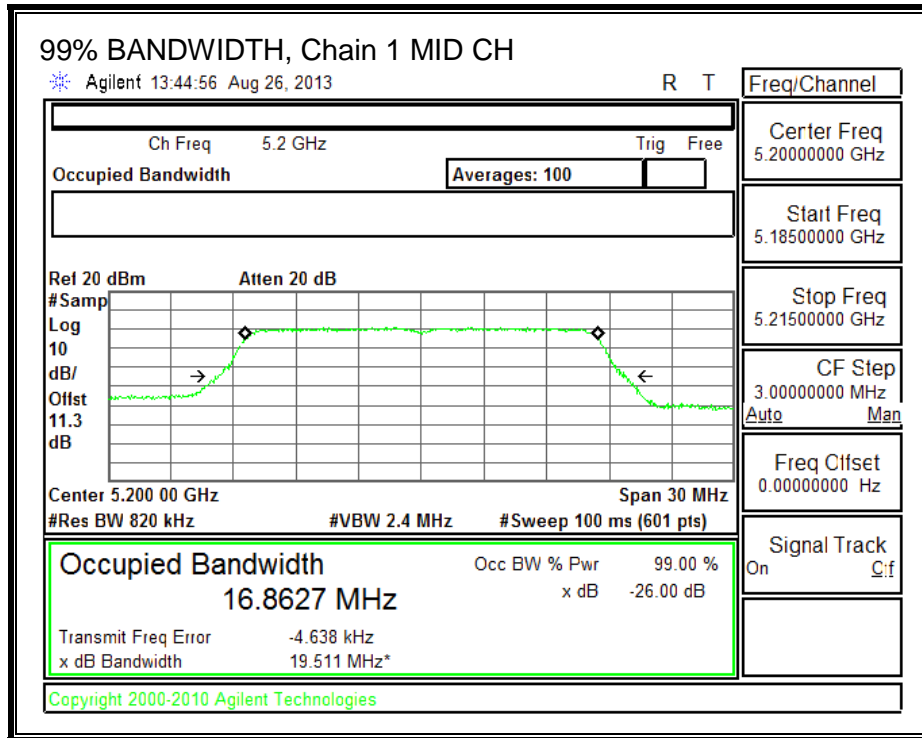 99% BANDWIDTH, Chain 1 MID CH
Agilent 13:44:56 Aug 26, 2013 R T
Freq/Channel
Ch Freq 5.2 GHz Trig Free
Occupied Bandwidth Averages: 100
Center Freq
5.20000000 GHz
Start Freq
5.18500000 GHz
Stop Freq
5.21500000 GHz
CF Step
3.00000000 MHz
Auto Man
Freq Offset
0.00000000 Hz
Signal Track
On Off
Ref 20 dBm Atten 20 dB
#Samp
Log
10
dB/
Offst
11.3
dB
Center 5.200 00 GHz Span 30 MHz
#Res BW 820 kHz #VBW 2.4 MHz #Sweep 100 ms (601 pts)
Occupied Bandwidth Occ BW % Pwr 99.00 %
16.8627 MHz x dB -26.00 dB
Transmit Freq Error -4.638 kHz
x dB Bandwidth 19.511 MHz*
Copyright 2000-2010 Agilent Technologies